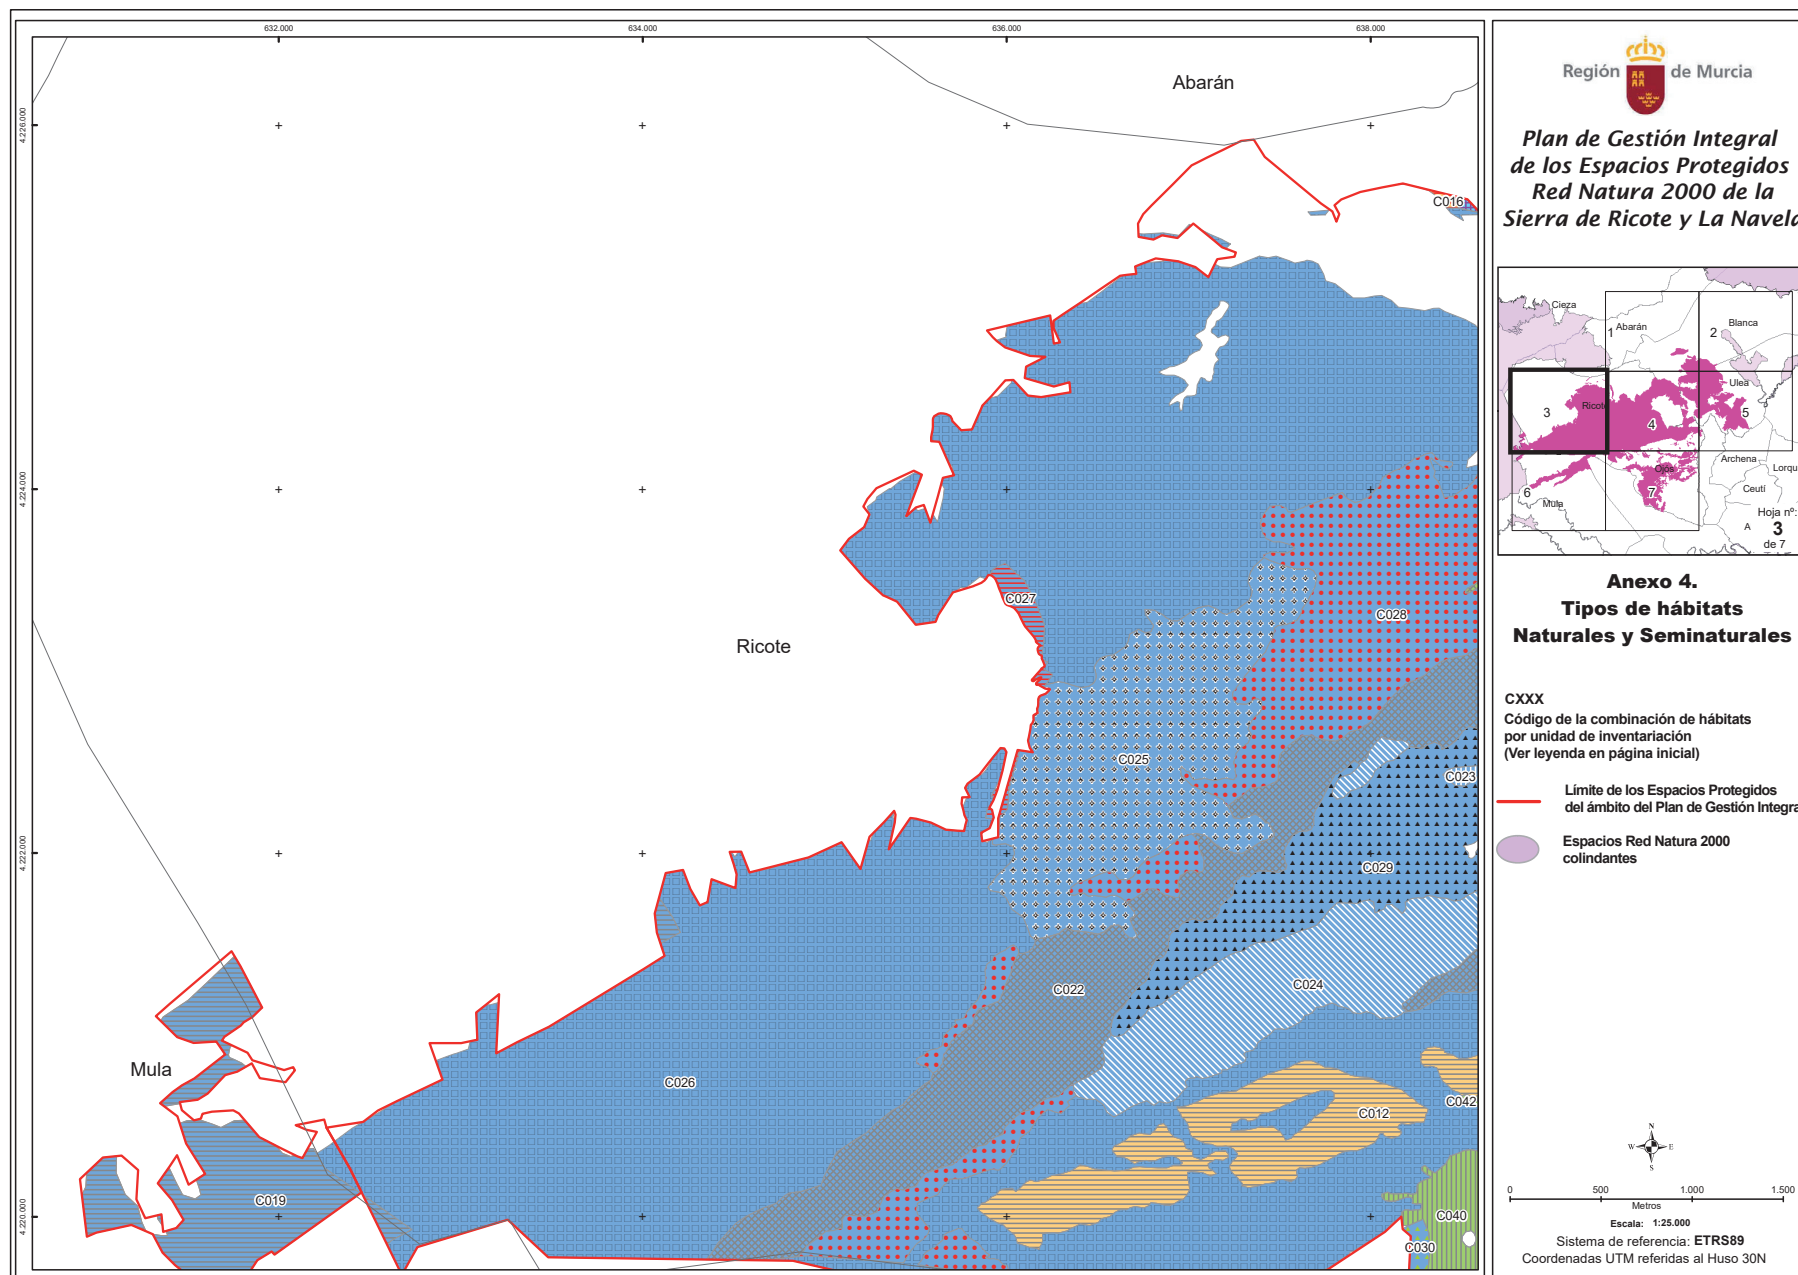 632.000
634.000
636.000
638.000
4.226.000
4.224.000
4.222.000
4.220.000
Abarán
C016
C027
C028
Ricote
C025
C023
C029
C022
C024
Mula
C026
C042
C012
C019
C040
C030
Región de Murcia
Plan de Gestión Integral
de los Espacios Protegidos
Red Natura 2000 de la
Sierra de Ricote y La Navela
Cieza
1
Abarán
2
Blanca
Ulea
3
Ricote
4
5
Archena
Ojós
Lorqu
6
Mula
7
Ceutí
A
Hoja nº:
3
de 7
Anexo 4.
Tipos de hábitats
Naturales y Seminaturales
CXXX
Código de la combinación de hábitats
por unidad de inventariación
(Ver leyenda en página inicial)
Límite de los Espacios Protegidos
del ámbito del Plan de Gestión Integra
Espacios Red Natura 2000
colindantes
N
W E
S
0 500 1.000 1.500
Metros
Escala: 1:25.000
Sistema de referencia: ETRS89
Coordenadas UTM referidas al Huso 30N